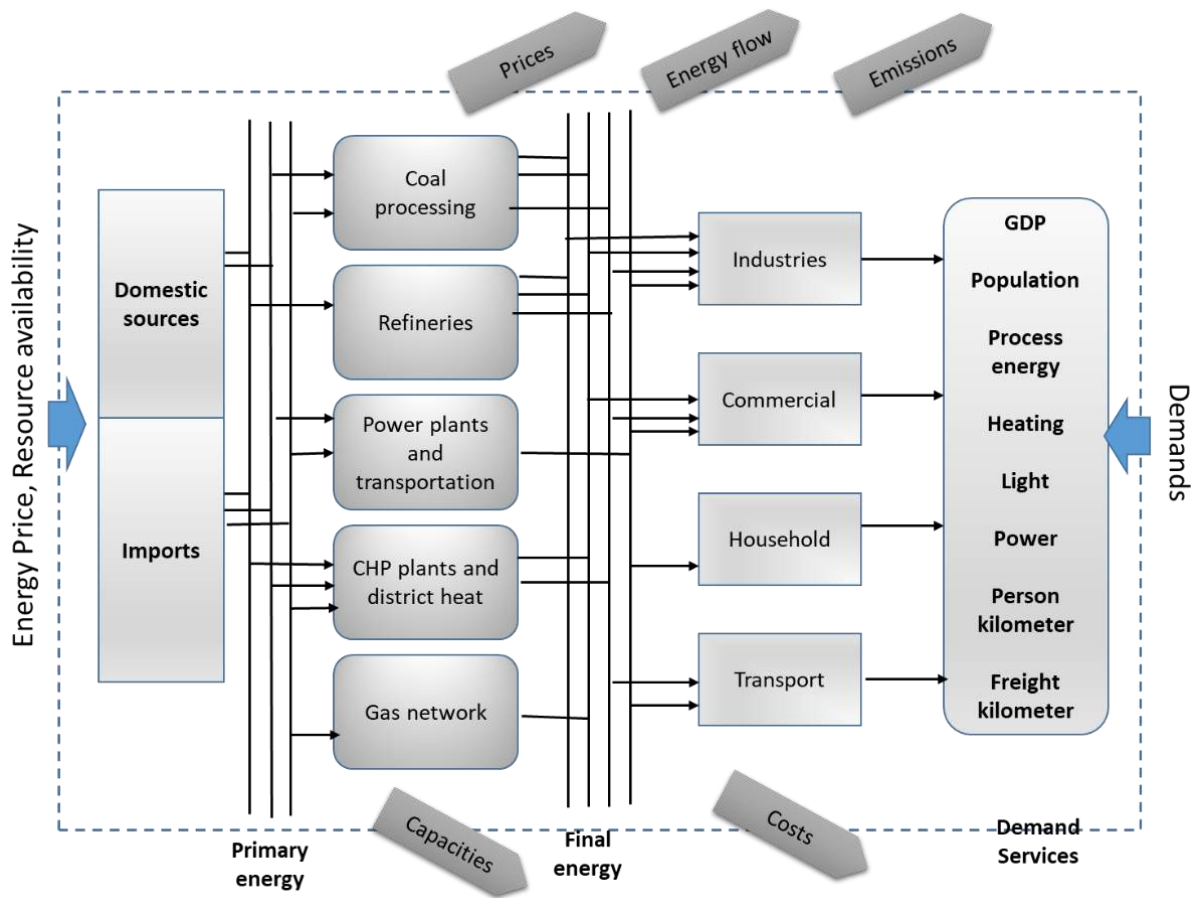 Prices
Energy flow
Emissions
Energy Price, Resource availability
Domestic
sources
Imports
Coal
processing
Refineries
Power plants
and
transportation
CHP plants and
district heat
Gas network
Industries
Commercial
Household
Transport
GDP
Population
Process
energy
Heating
Light
Power
Person
kilometer
Freight
kilometer
Demands
Primary
energy
Capacities
Final
energy
Costs
Demand
Services